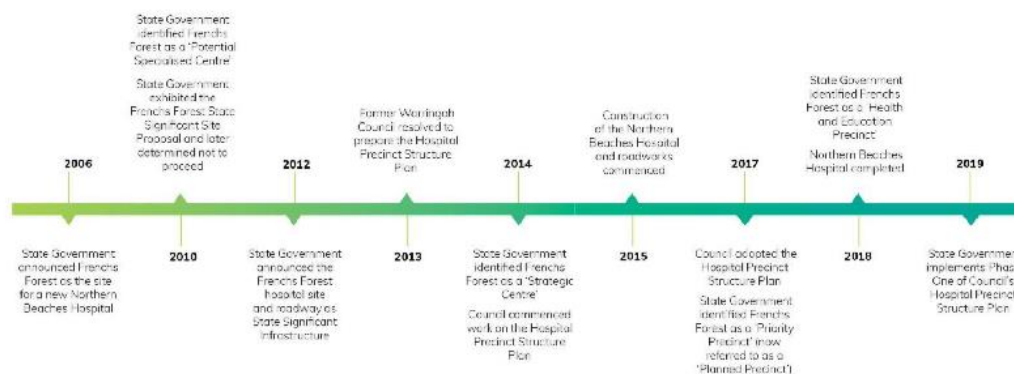 2006
State Government
announced Frenchs
Forest as the site
for a new Northern
Beaches Hospital
State Government
identified Frenchs
Forest as a 'Potential
Specialised Centre'
State Government
exhibited the
Frenchs Forest State
Significant Site
Proposal and later
determined not to
proceed
2010
2012
State Government
announced the
Frenchs Forest
hospital site
and roadway as
State Significant
Infrastructure
Former Warringah
Council resolved to
prepare the Hospital
Precinct Structure
Plan
2013
2014
State Government
identified Frenchs
Forest as a 'Strategic
Centre'
Council commenced
work on the Hospital
Precinct Structure
Plan
Construction
of the Northern
Beaches Hospital
and roadworks
commenced
2015
2017
Council adopted the
Hospital Precinct
Structure Plan
State Government
identified Frenchs
Forest as a 'Priority
Precinct' (now
referred to as a
'Planned Precinct')
State Government
identified Frenchs
Forest as a 'Health
and Education
Precinct'
Northern Beaches
Hospital completed
2018
2019
State Government
implements Phase
One of Council's
Hospital Precinct
Structure Plan